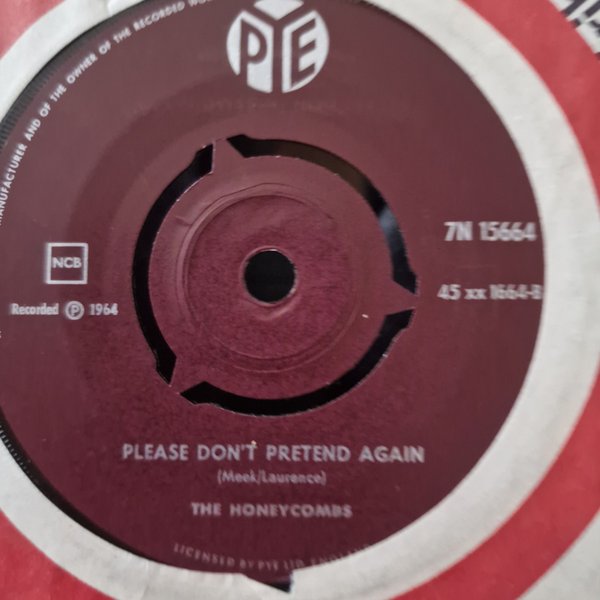 MANUFACTURER AND OF THE OWNER OF THE RECORDED
PYE
7N 15664
NCB
45 xx 1664-B
Recorded Ⓟ 1964
PLEASE DON'T PRETEND AGAIN
(Meek/Laurence)
THE HONEYCOMBS
LICENSED BY PYE LTD. ENGLAND